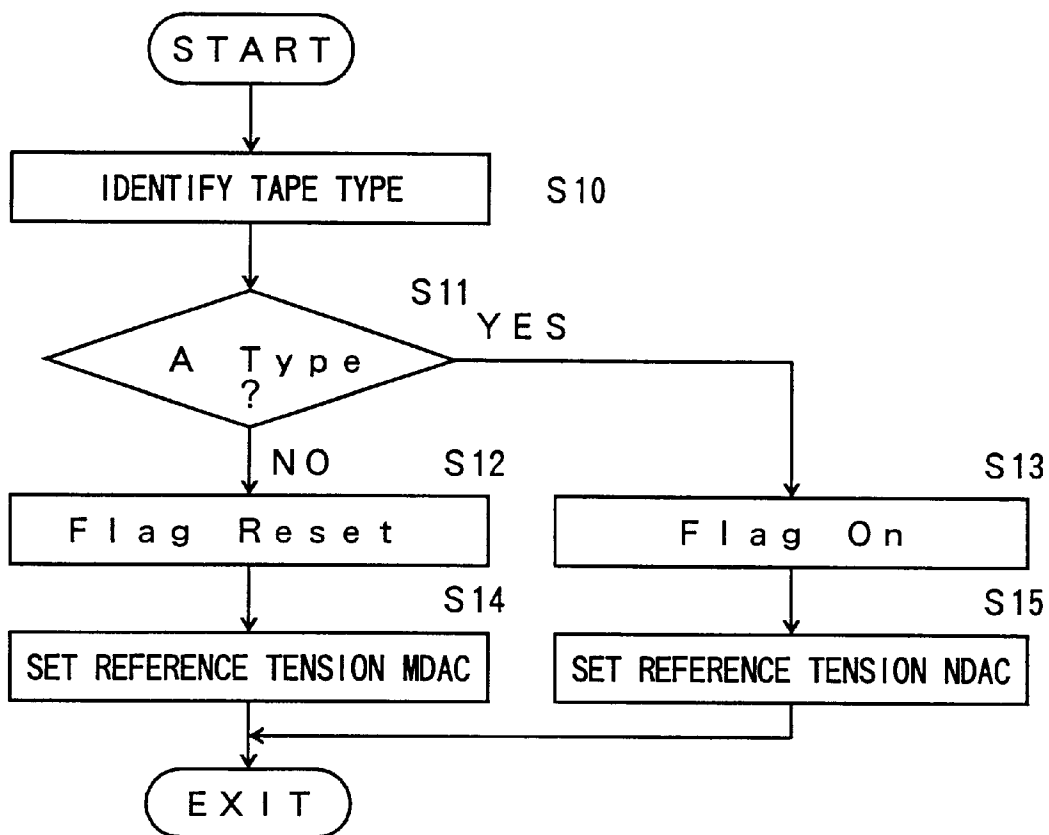 START
IDENTIFY TAPE TYPE
S10
S11
YES
A Type
?
NO
S12
S13
Flag Reset
Flag On
S14
S15
SET REFERENCE TENSION MDAC
SET REFERENCE TENSION NDAC
EXIT